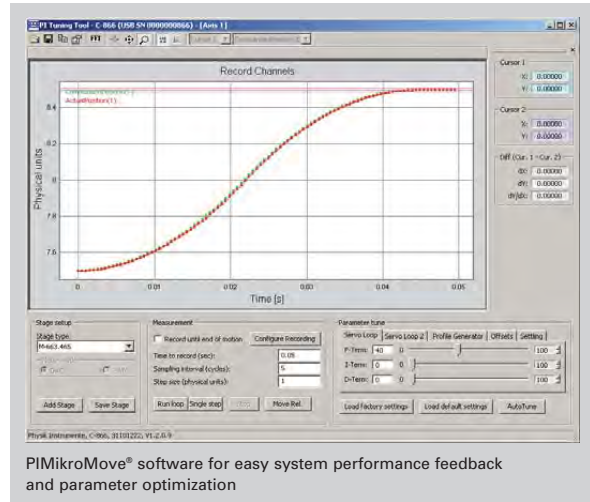 PI Tuning Tool - C-866 (USB SN 0000000066) - [Axis 1]
FFT
Record Channels
ActualPosition(1)
8.4
8.2
8
7.8
7.6
Physical units
0
0.01
0.02
0.03
0.04
0.05
Time [s]
Cursor 1
X: 0.00000
Y: 0.00000
Cursor 2
X: 0.00000
Y: 0.00000
Diff (Cur. 1 - Cur. 2)
dX: 0.00000
dY: 0.00000
dY/dX: 0.00000
Stage setup
Stage type
M-663.465
Add Stage
Save Stage
Measurement
Record until end of motion
Configure Recording
Time to record (sec): 0.05
Sampling interval (cycles): 5
Step size (physical units): 1
Run loop
Single step
Move Rel.
Parameter tune
Servo Loop
Servo Loop 2
Profile Generator
Offsets
Setting
P-Term: 40 0 100
I-Term: 0 0 100
D-Term: 0 0 100
Load factory settings
Load default settings
AutoTune
Physik Instrumente, C-866, 31101222, V1.2.0.9
PIMikroMove® software for easy system performance feedback
and parameter optimization